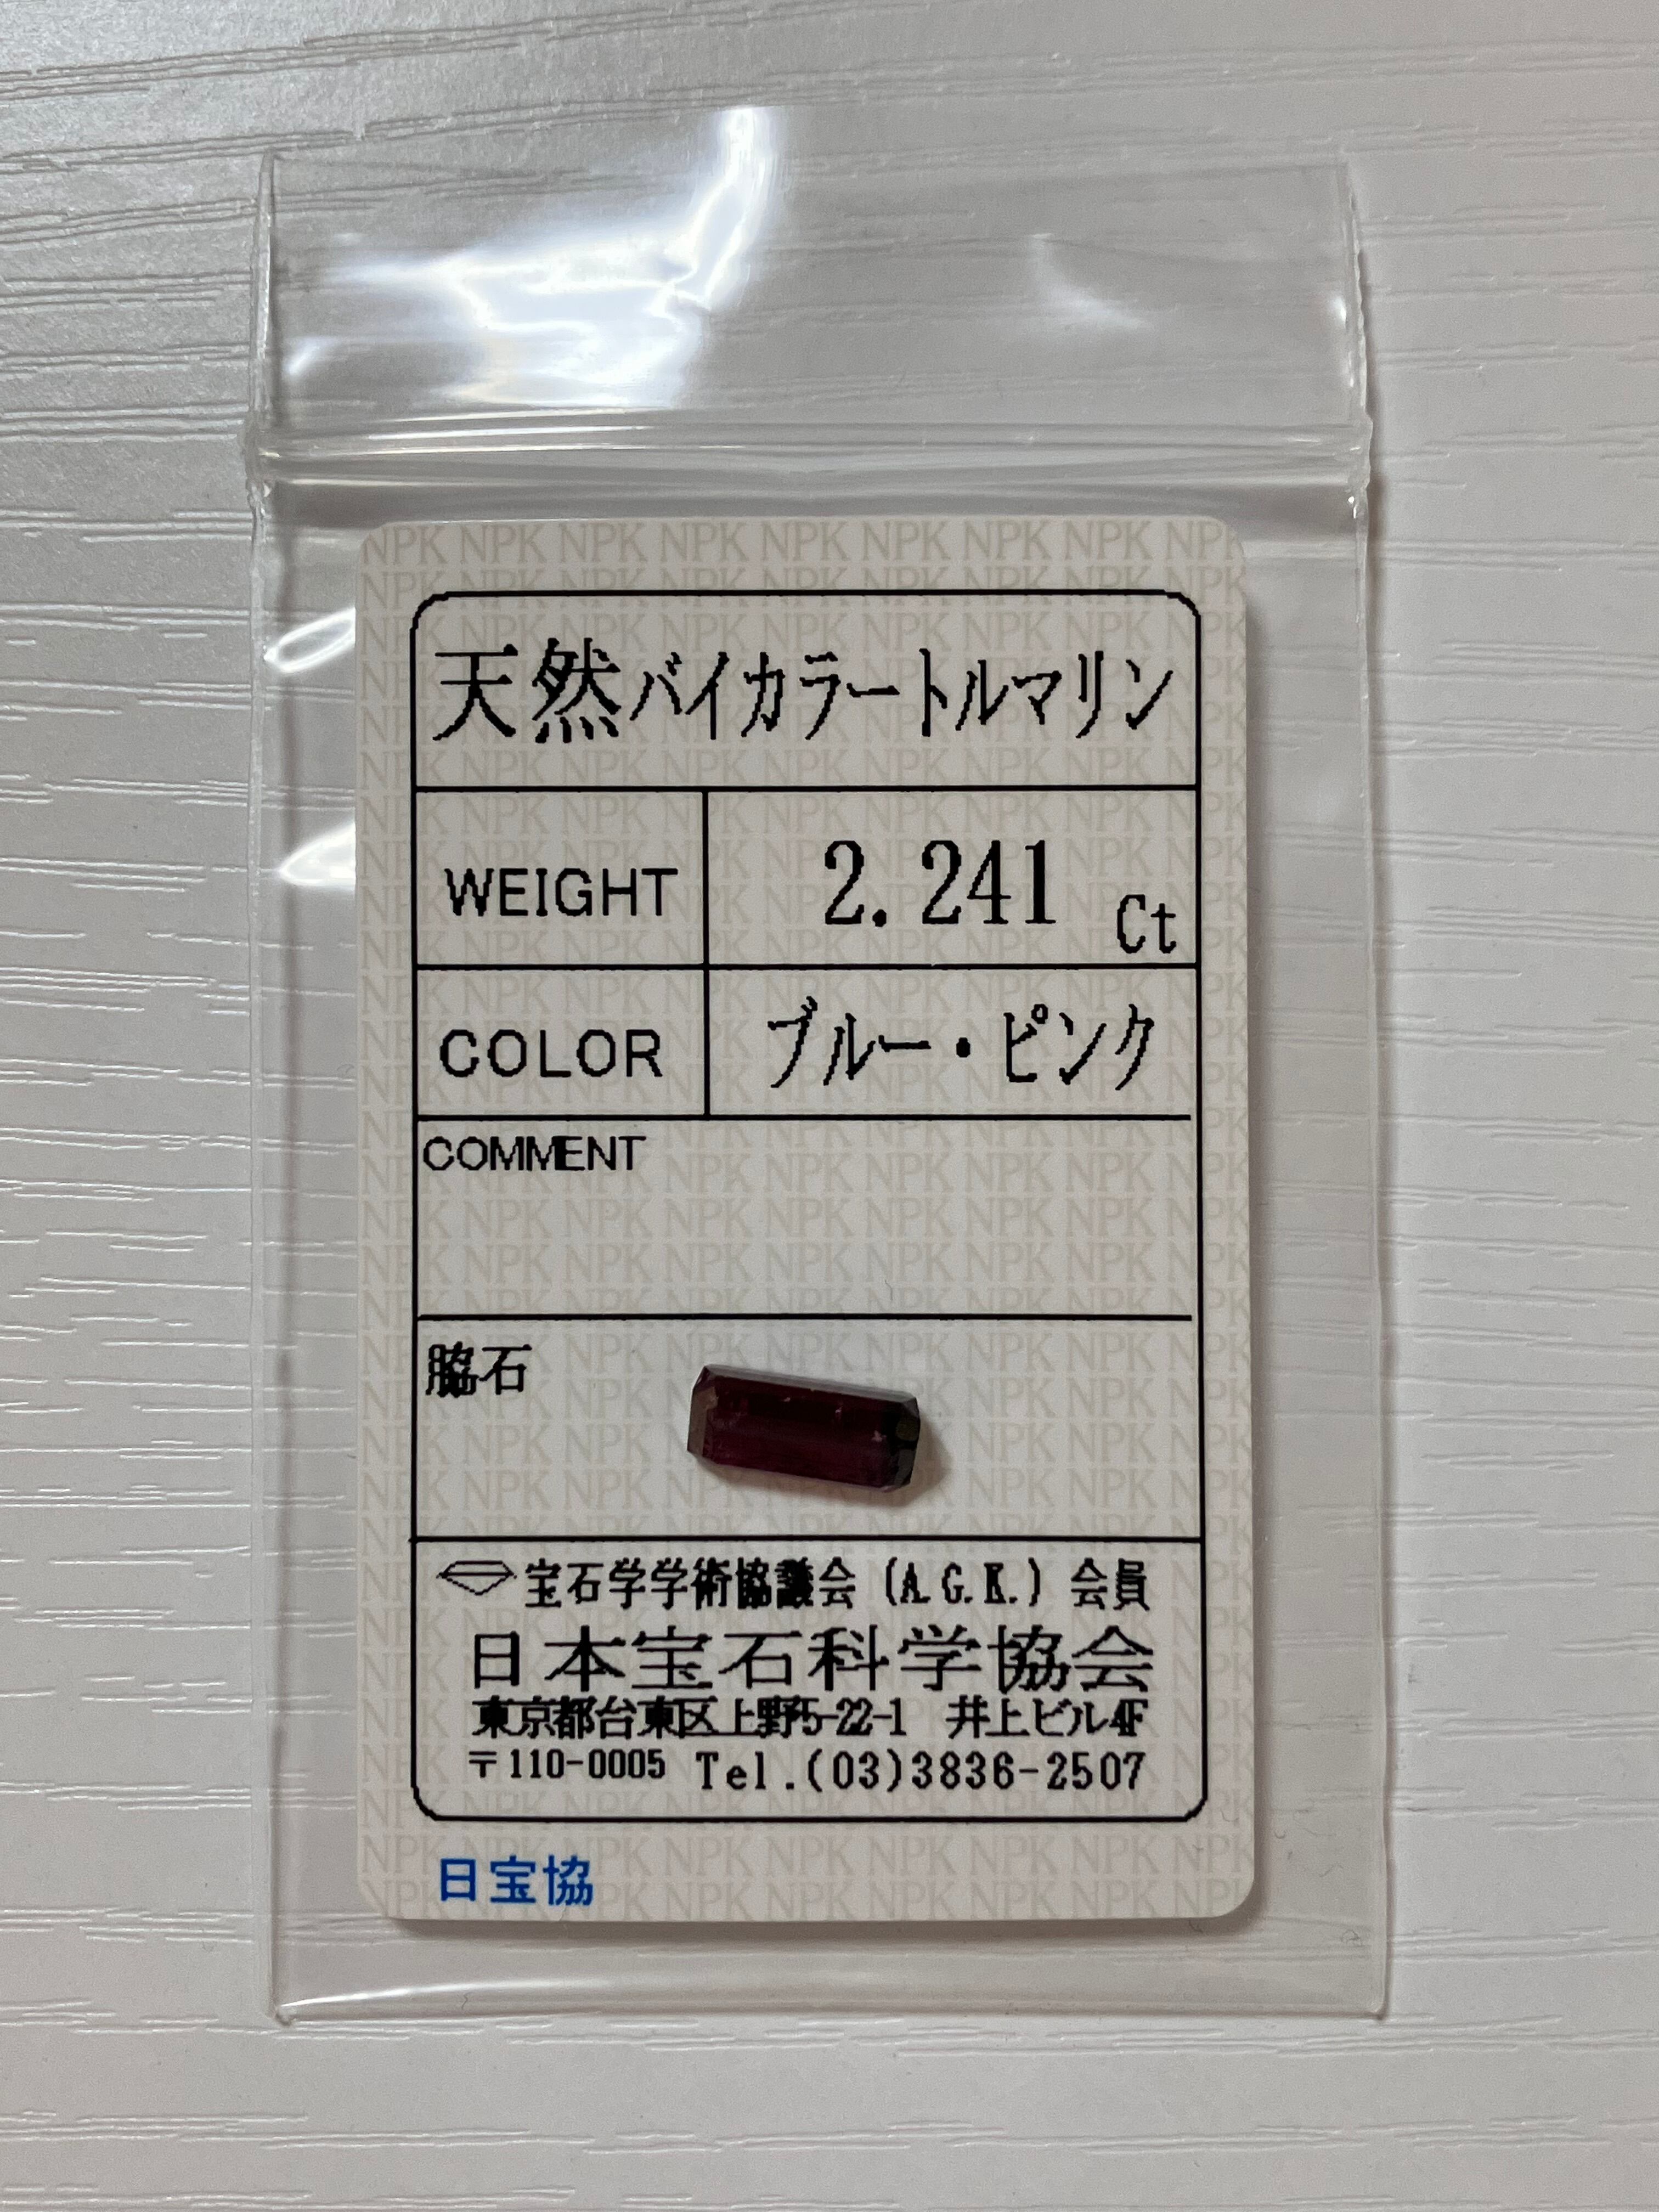 天然バイカラートルマリン
WEIGHT 2.241 Ct
COLOR ブルー・ピンク
COMMENT
脇石
宝石学学術協議会 (A.G.K.) 会員
日本宝石科学協会
東京都台東区上野5-22-1 井上ビル4F
〒110-0005 Tel.(03)3836-2507
日宝協